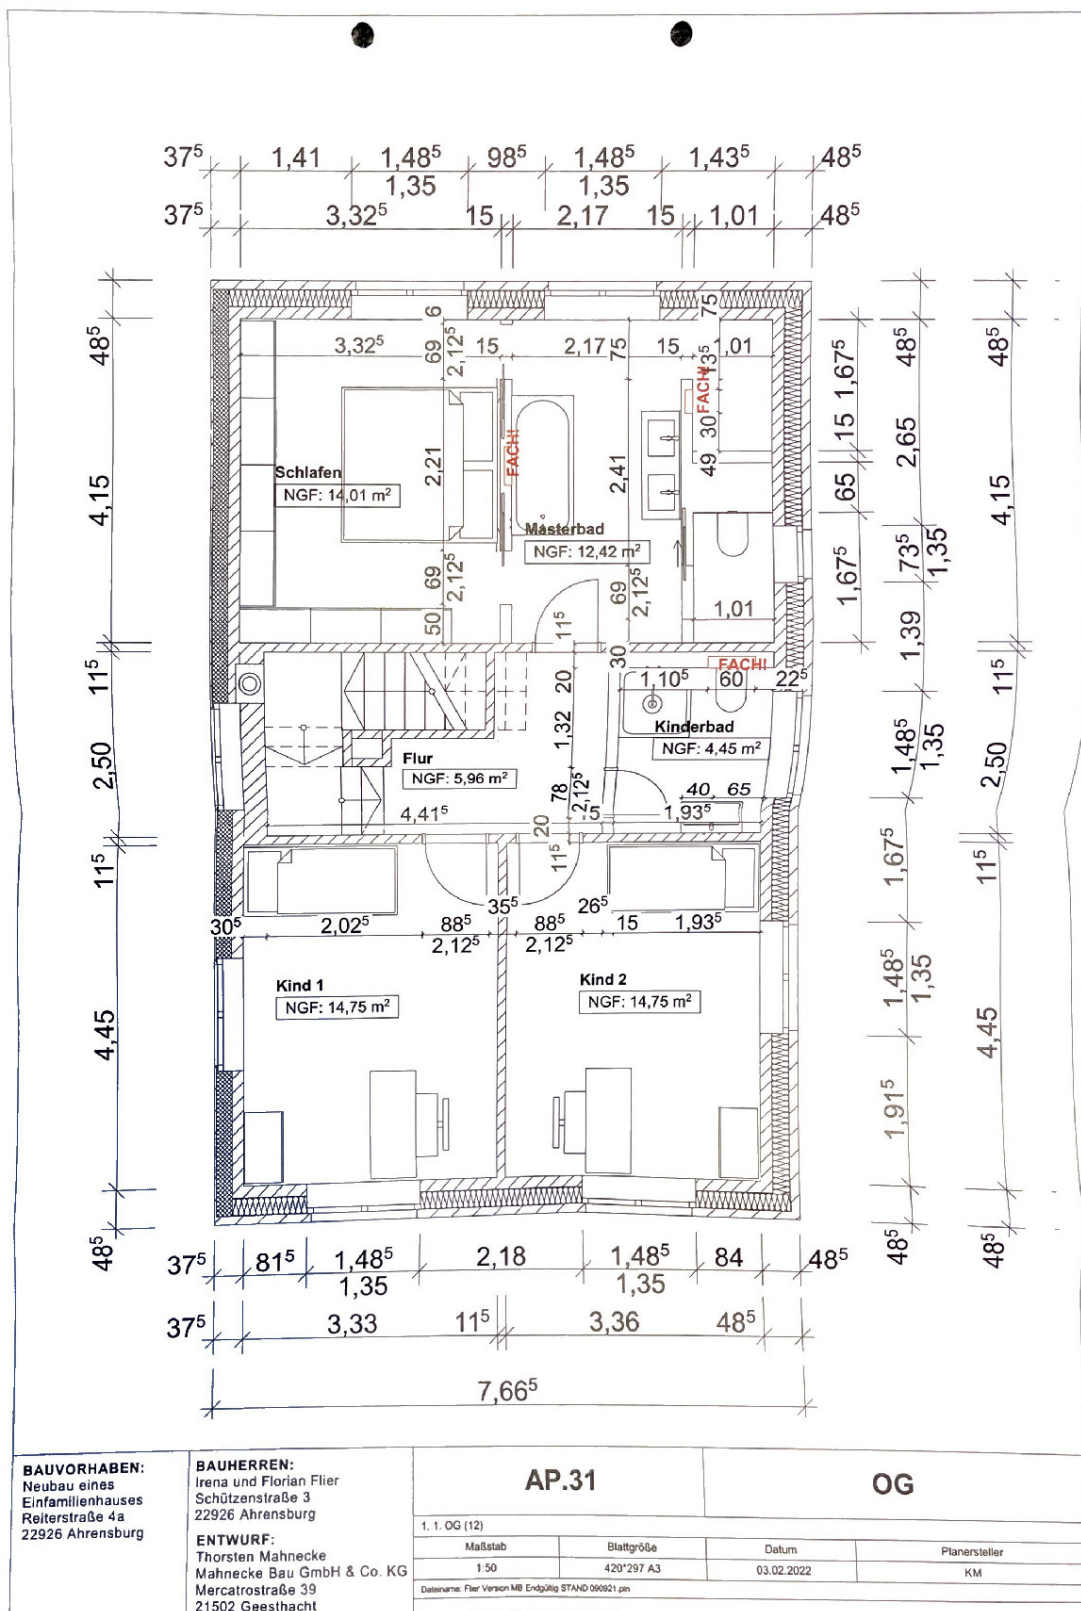 37⁵ 1,41 1,48⁵ 98⁵ 1,48⁵ 1,43⁵ 48⁵
1,35 1,35
37⁵ 3,32⁵ 15 2,17 15 1,01 48⁵
48⁵
4,15
11⁵
2,50
11⁵
4,45
48⁵
3,32⁵ 15 2,17 15 1,01
6
69
2,12⁵
2,21
69
2,12⁵
50
75
2,41
69
2,12⁵
30
75
13⁵
30
49
FACH!
FACH!
Schlafen
NGF: 14,01 m²
Masterbad
NGF: 12,42 m²
1,01
11⁵
FACH!
1,10⁵ 60 22⁵
20
1,32
78
2,12⁵
20
11⁵
Kinderbad
NGF: 4,45 m²
Flur
NGF: 5,96 m²
40 65
4,41⁵ 5 1,93⁵
30⁵ 2,02⁵ 88⁵ 35⁵ 88⁵ 26⁵ 15 1,93⁵
2,12⁵ 2,12⁵
Kind 1
NGF: 14,75 m²
Kind 2
NGF: 14,75 m²
1,67⁵
15
65
1,67⁵
48⁵
2,65
73⁵
1,35
1,39
1,48⁵
1,35
1,67⁵
1,48⁵
1,35
1,91⁵
48⁵
48⁵
4,15
11⁵
2,50
11⁵
4,45
48⁵
37⁵ 81⁵ 1,48⁵ 2,18 1,48⁵ 84 48⁵
1,35 1,35
37⁵ 3,33 11⁵ 3,36 48⁵
7,66⁵
BAUVORHABEN:
Neubau eines
Einfamilienhauses
Reiterstraße 4a
22926 Ahrensburg
BAUHERREN:
Irena und Florian Flier
Schützenstraße 3
22926 Ahrensburg
ENTWURF:
Thorsten Mahnecke
Mahnecke Bau GmbH & Co. KG
Mercatrostraße 39
21502 Geesthacht
AP.31 OG
1. 1. OG (12)
Maßstab Blattgröße Datum Planersteller
1:50 420*297 A3 03.02.2022 KM
Dateiname: Flier Version MB Endgültig STAND 090921.pln